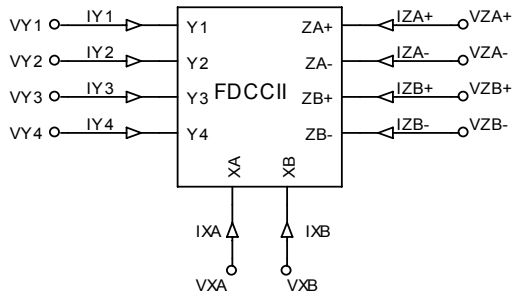 VY1 IY1 Y1 ZA+ IZA+ VZA+
VY2 IY2 Y2 ZA- IZA- VZA-
VY3 IY3 Y3 FDCCII ZB+ IZB+ VZB+
VY4 IY4 Y4 ZB- IZB- VZB-
XA XB
IXA IXB
VXA VXB